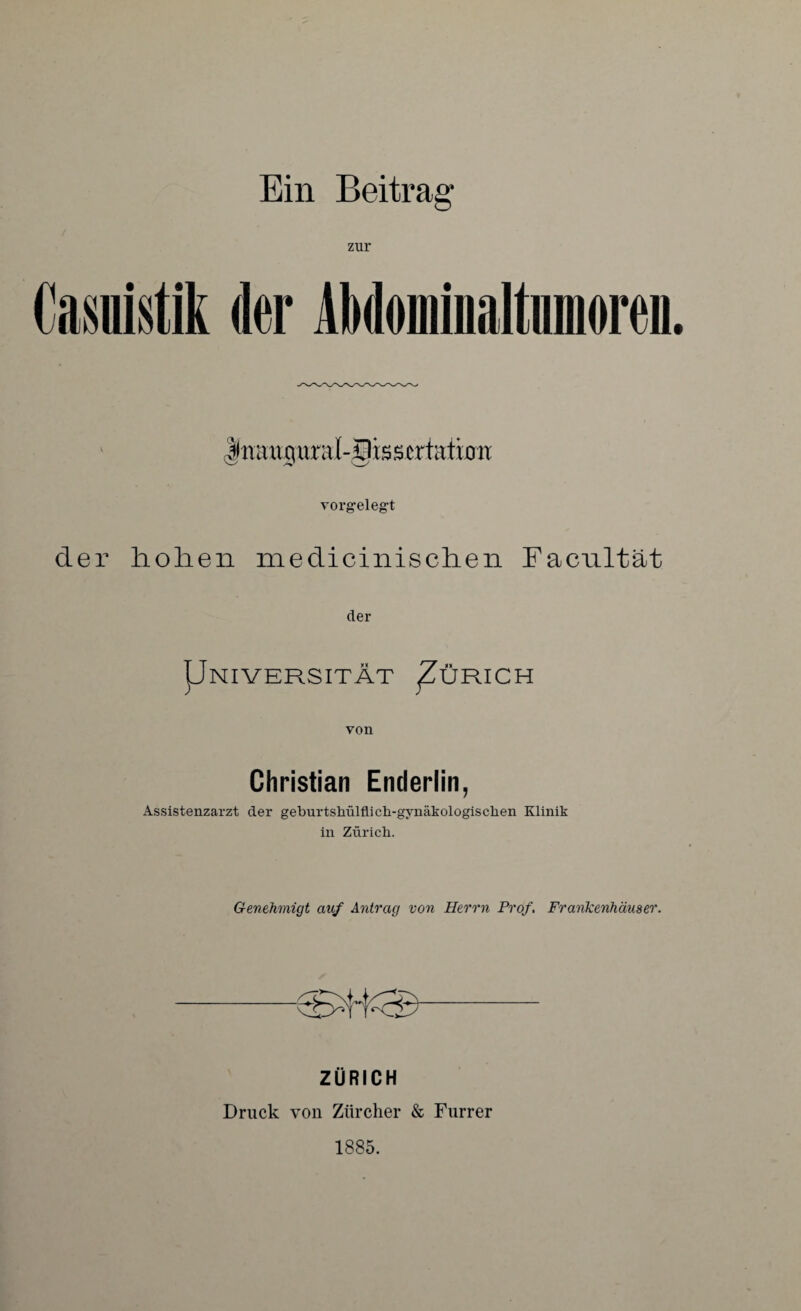 Ein Beitrag
zur
Casuistik der Abdominaltumoren.
Inaugural-Dissertation
vorgelegt
der hohen medicinischen Facultät
der
Universität Zürich
von
Christian Enderlin,
Assistenzarzt der geburtshülflich-gynäkologischen Klinik
in Zürich.
Genehmigt auf Antrag von Herrn Prof. Frankenhäuser.
ZÜRICH
Druck von Zürcher & Furrer
1885.